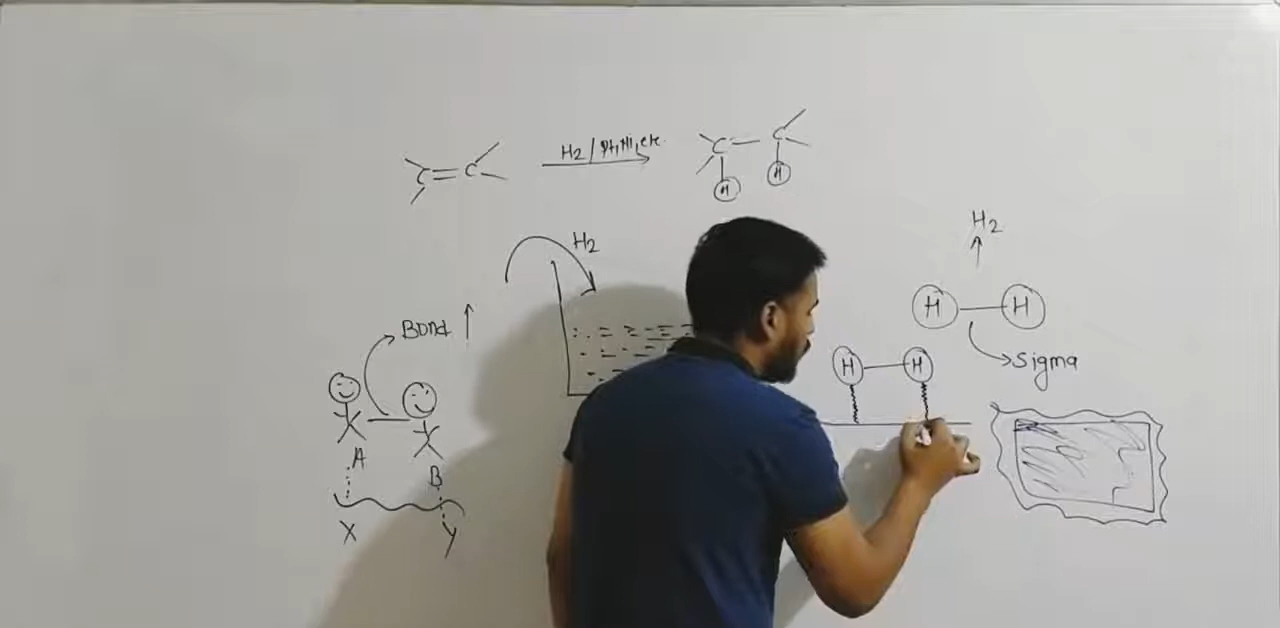 C=C H2/Pt,Ni,etc. C-C
H H
H2
H2
H-H
Bond ↑
Sigma
H-H
A
B
X
Y